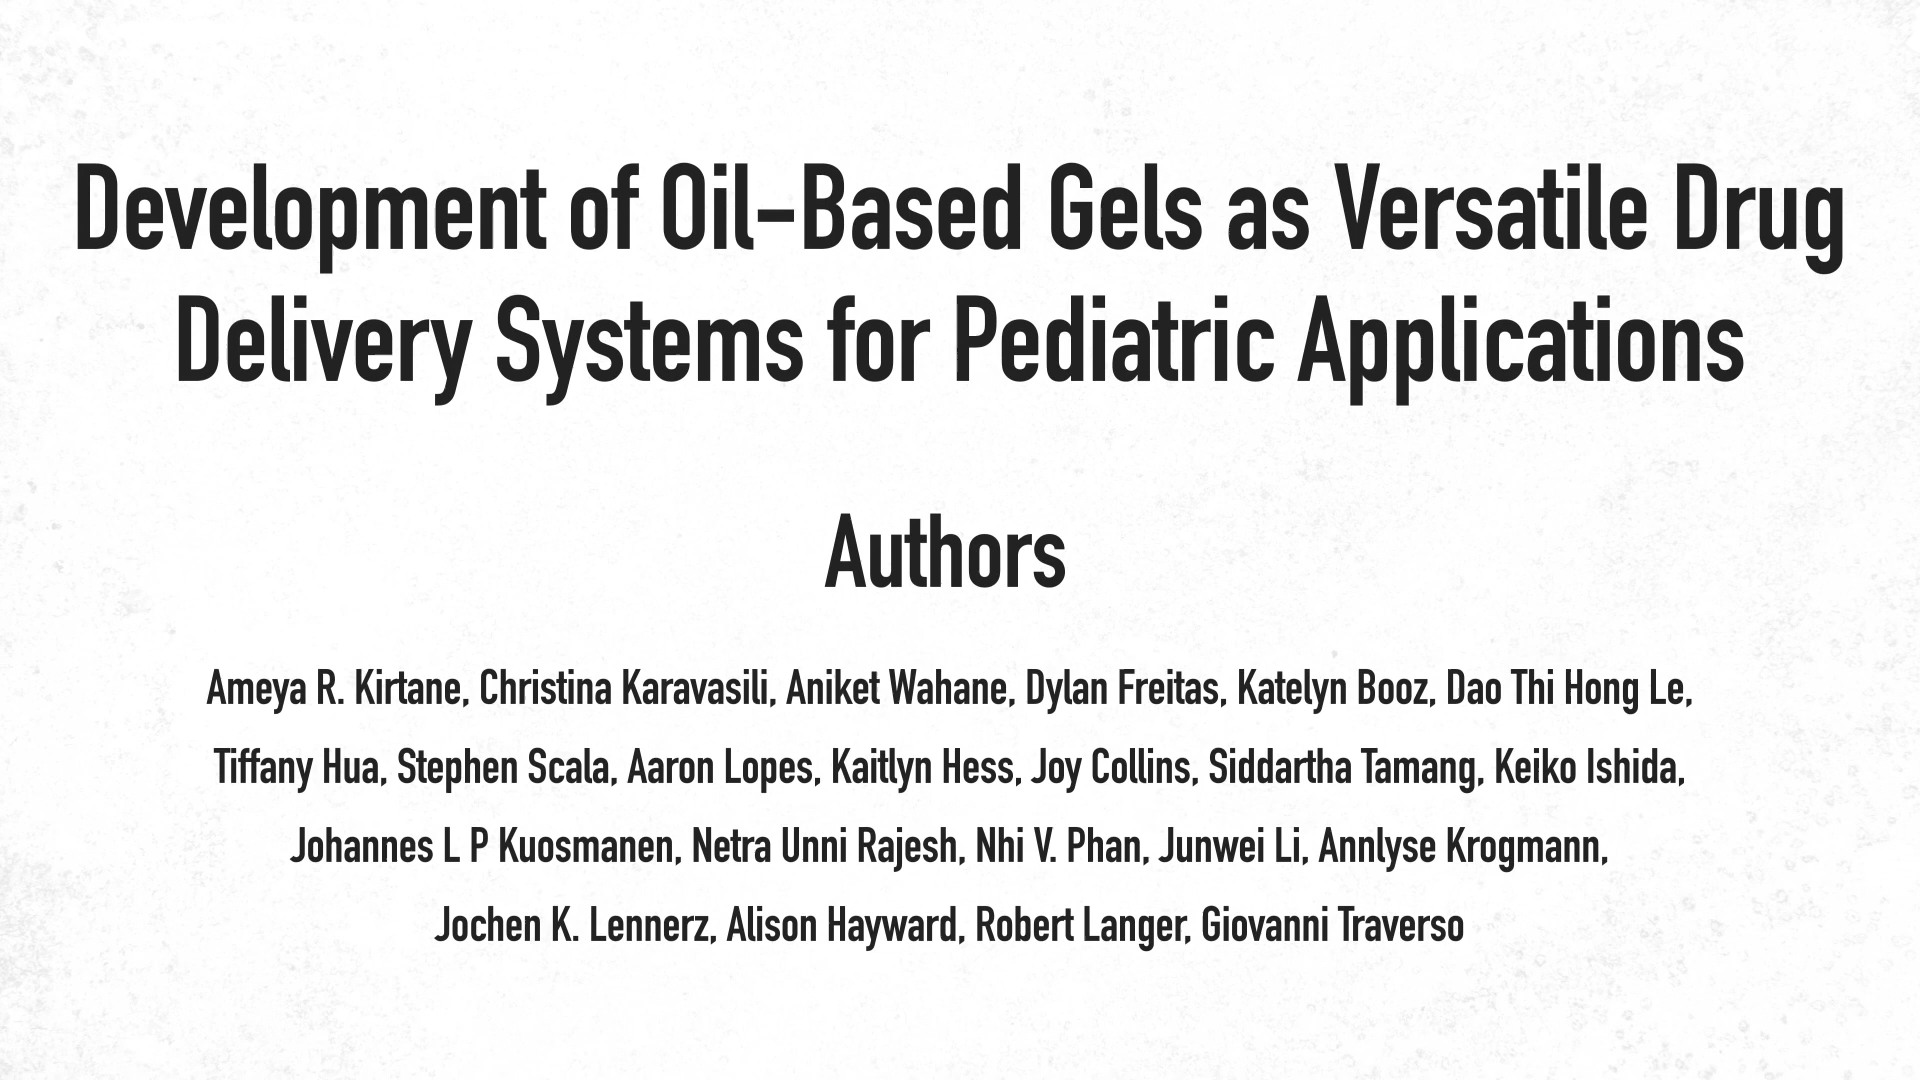 Development of Oil-Based Gels as Versatile Drug
Delivery Systems for Pediatric Applications
Authors
Ameya R. Kirtane, Christina Karavasili, Aniket Wahane, Dylan Freitas, Katelyn Booz, Dao Thi Hong Le,
Tiffany Hua, Stephen Scala, Aaron Lopes, Kaitlyn Hess, Joy Collins, Siddartha Tamang, Keiko Ishida,
Johannes L P Kuosmanen, Netra Unni Rajesh, Nhi V. Phan, Junwei Li, Annlyse Krogmann,
Jochen K. Lennerz, Alison Hayward, Robert Langer, Giovanni Traverso